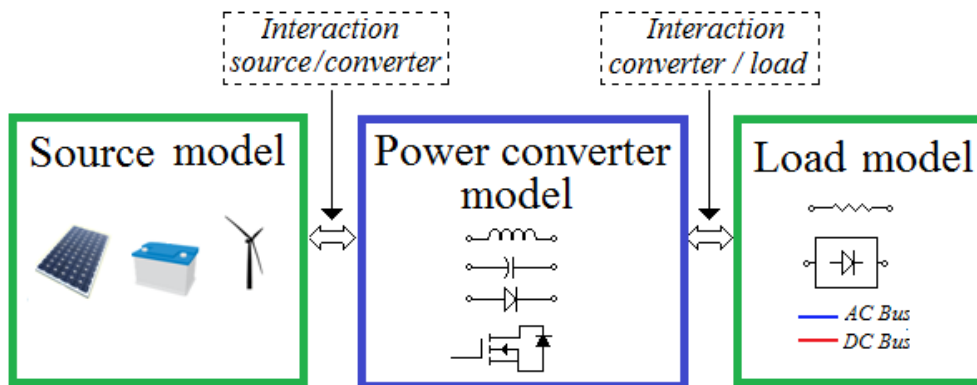 Interaction
source/converter
Interaction
converter / load
Source model
Power converter
model
Load model
AC Bus
DC Bus